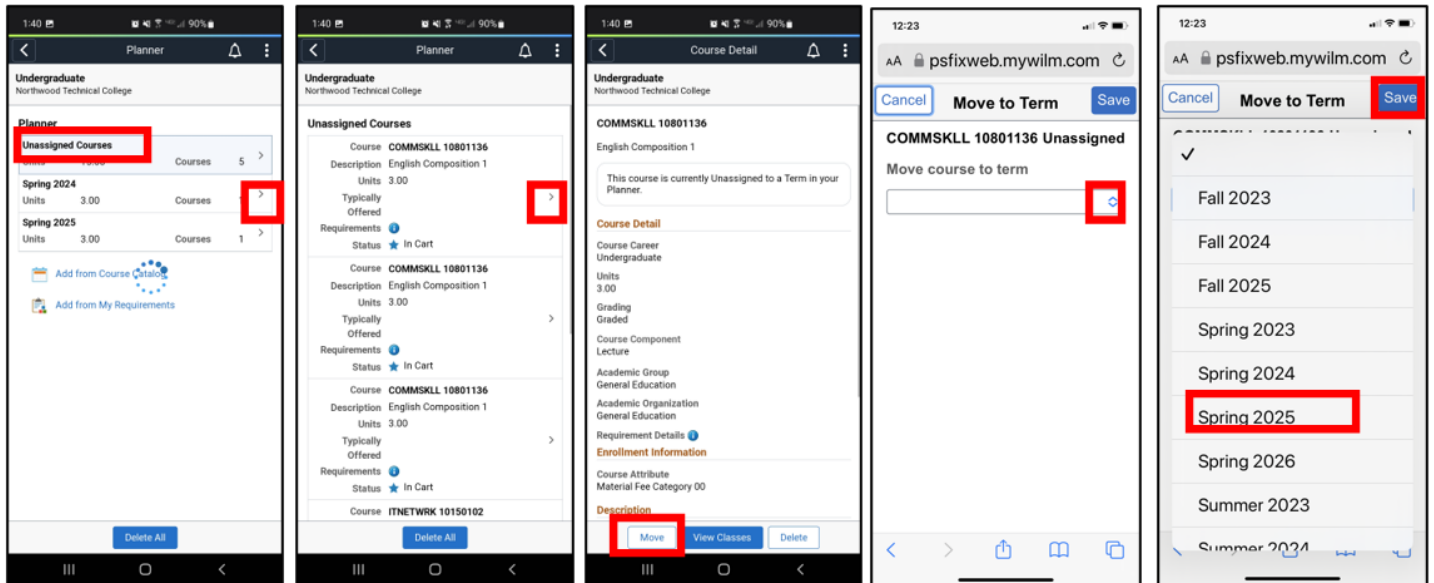 1:40
90%
Planner
Undergraduate
Northwood Technical College
Planner
Unassigned Courses
Units 15.00 Courses 5
Spring 2024
Units 3.00 Courses
Spring 2025
Units 3.00 Courses 1
Add from Course Catalog
Add from My Requirements
Delete All
1:40
90%
Planner
Undergraduate
Northwood Technical College
Unassigned Courses
Course COMMSKLL 10801136
Description English Composition 1
Units 3.00
Typically
Offered
Requirements
Status In Cart
Course COMMSKLL 10801136
Description English Composition 1
Units 3.00
Typically
Offered
Requirements
Status In Cart
Course COMMSKLL 10801136
Description English Composition 1
Units 3.00
Typically
Offered
Requirements
Status In Cart
Course ITNETWRK 10150102
Delete All
1:40
90%
Course Detail
Undergraduate
Northwood Technical College
COMMSKLL 10801136
English Composition 1
This course is currently Unassigned to a Term in your
Planner.
Course Detail
Course Career
Undergraduate
Units
3.00
Grading
Graded
Course Component
Lecture
Academic Group
General Education
Academic Organization
General Education
Requirement Details
Enrollment Information
Course Attribute
Material Fee Category 00
Description
Move View Classes Delete
12:23
AA psfixweb.mywilm.com
Cancel Move to Term Save
COMMSKLL 10801136 Unassigned
Move course to term
12:23
AA psfixweb.mywilm.com
Cancel Move to Term Save
Fall 2023
Fall 2024
Fall 2025
Spring 2023
Spring 2024
Spring 2025
Spring 2026
Summer 2023
Summer 2024